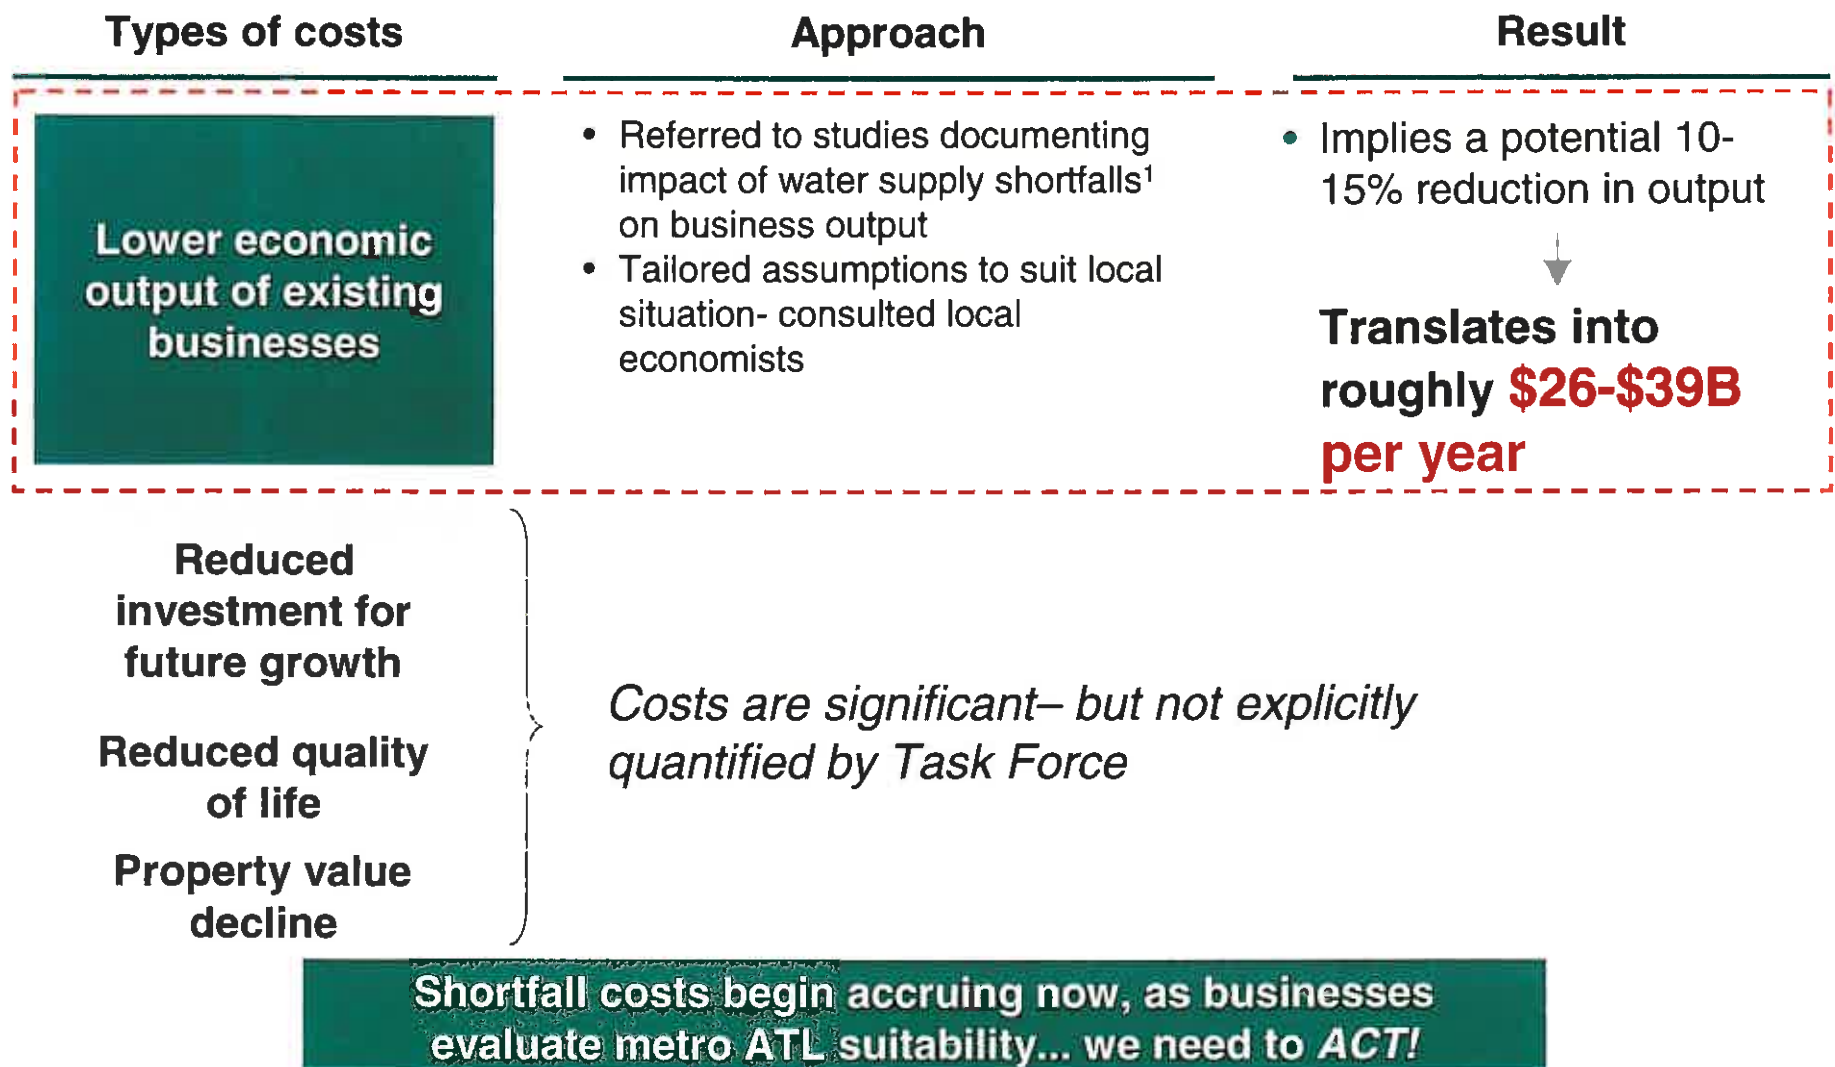 Types of costs
Approach
Result
Lower economic
output of existing
businesses
• Referred to studies documenting
impact of water supply shortfalls¹
on business output
• Tailored assumptions to suit local
situation- consulted local
economists
• Implies a potential 10-
15% reduction in output
Translates into
roughly $26-$39B
per year
Reduced
investment for
future growth
Reduced quality
of life
Property value
decline
Costs are significant– but not explicitly
quantified by Task Force
Shortfall costs begin accruing now, as businesses
evaluate metro ATL suitability... we need to ACT!